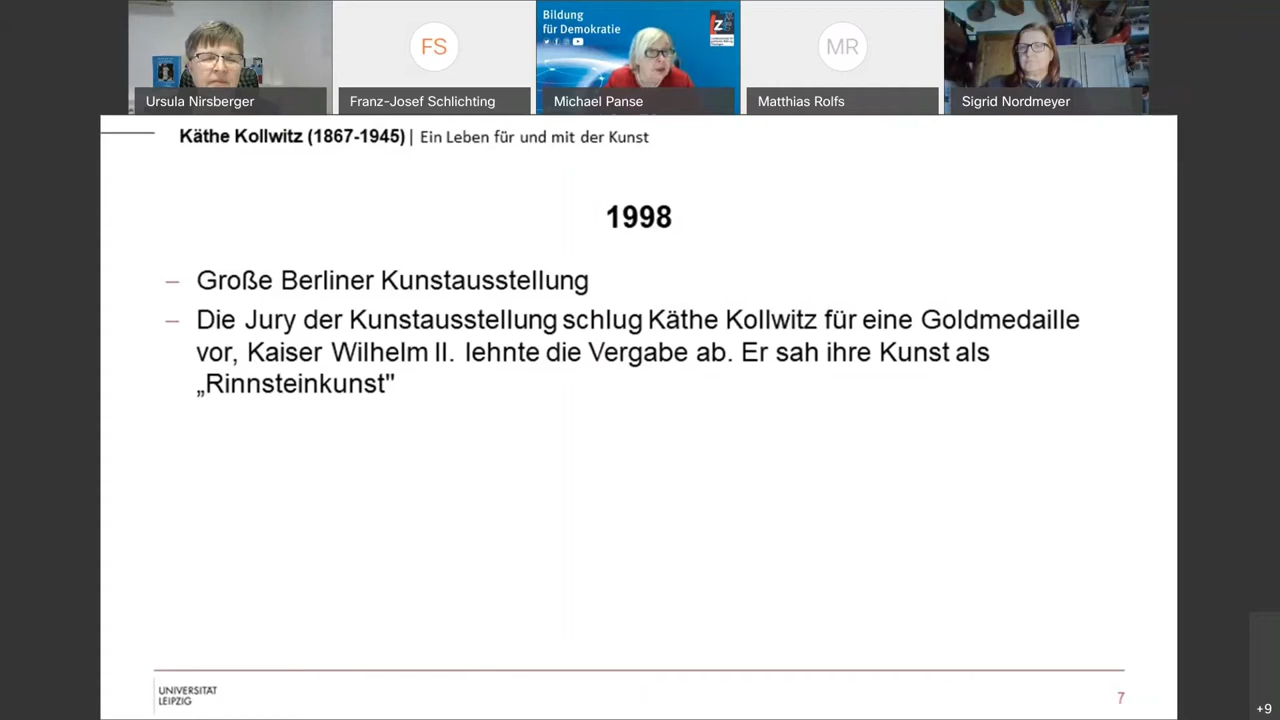 Bildung
für Demokratie
FS
MR
Z
Ursula Nirsberger
Franz-Josef Schlichting
Michael Panse
Matthias Rolfs
Sigrid Nordmeyer
Käthe Kollwitz (1867-1945) | Ein Leben für und mit der Kunst
1998
– Große Berliner Kunstausstellung
– Die Jury der Kunstausstellung schlug Käthe Kollwitz für eine Goldmedaille
vor, Kaiser Wilhelm II. lehnte die Vergabe ab. Er sah ihre Kunst als
„Rinnsteinkunst"
UNIVERSITÄT
LEIPZIG
7
+9